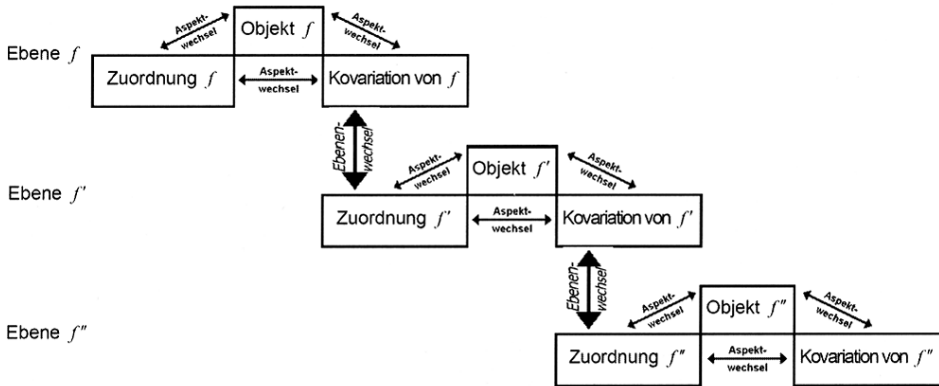 Aspekt-
wechsel
Objekt f
Aspekt-
wechsel
Ebene f
Zuordnung f
Aspekt-
wechsel
Kovariation von f
Ebenen-
wechsel
Aspekt-
wechsel
Objekt f'
Aspekt-
wechsel
Ebene f'
Zuordnung f'
Aspekt-
wechsel
Kovariation von f'
Ebenen-
wechsel
Aspekt-
wechsel
Objekt f"
Aspekt-
wechsel
Ebene f"
Zuordnung f"
Aspekt-
wechsel
Kovariation von f"